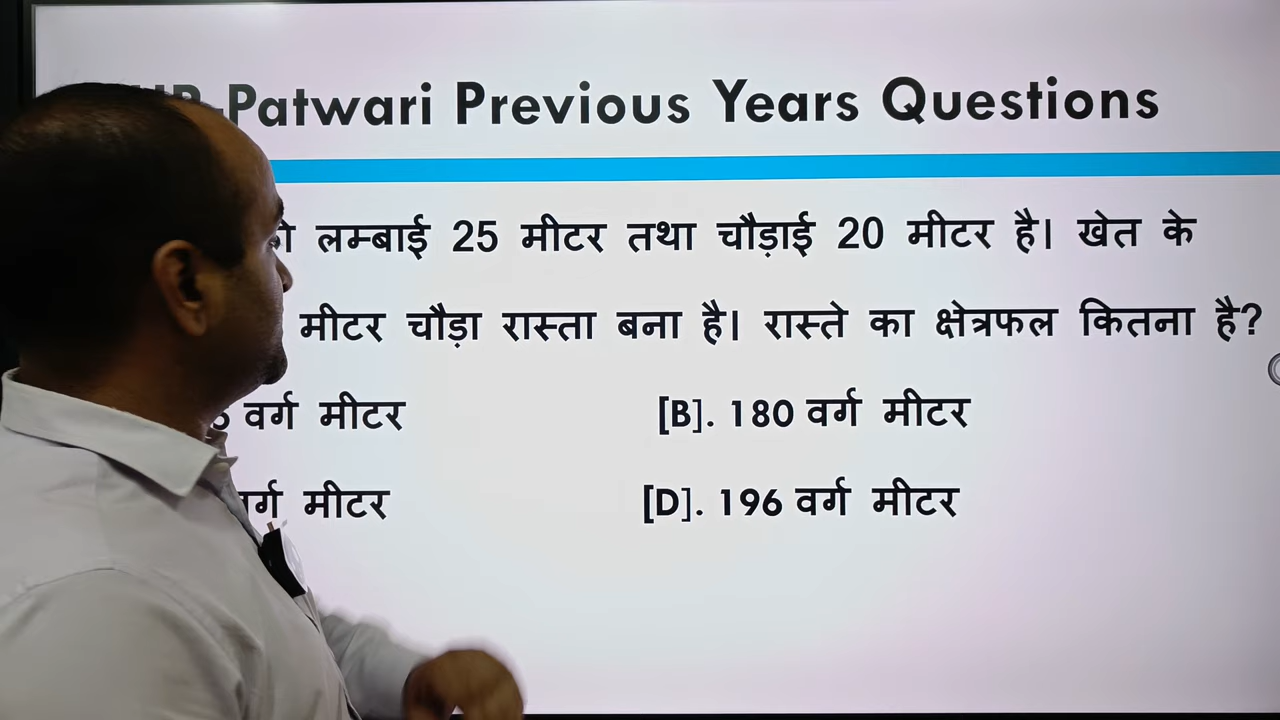 -Patwari Previous Years Questions
लम्बाई 25 मीटर तथा चौड़ाई 20 मीटर है। खेत के
मीटर चौड़ा रास्ता बना है। रास्ते का क्षेत्रफल कितना है?
वर्ग मीटर [B]. 180 वर्ग मीटर
मीटर [D]. 196 वर्ग मीटर